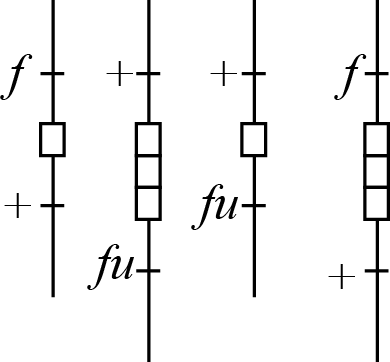 f + + f
+ fu
fu +